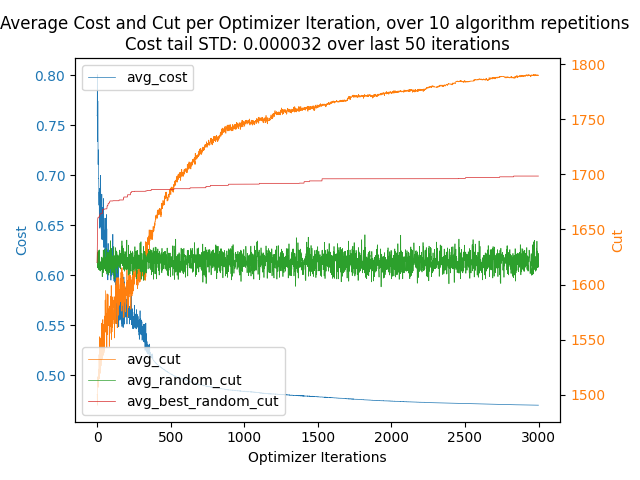 Average Cost and Cut per Optimizer Iteration, over 10 algorithm repetitions
Cost tail STD: 0.000032 over last 50 iterations
avg_cost
0.80
0.75
0.70
0.65
0.60
0.55
0.50
Cost
1800
1750
1700
1650
1600
1550
1500
Cut
avg_cut
avg_random_cut
avg_best_random_cut
0
500
1000
1500
2000
2500
3000
Optimizer Iterations